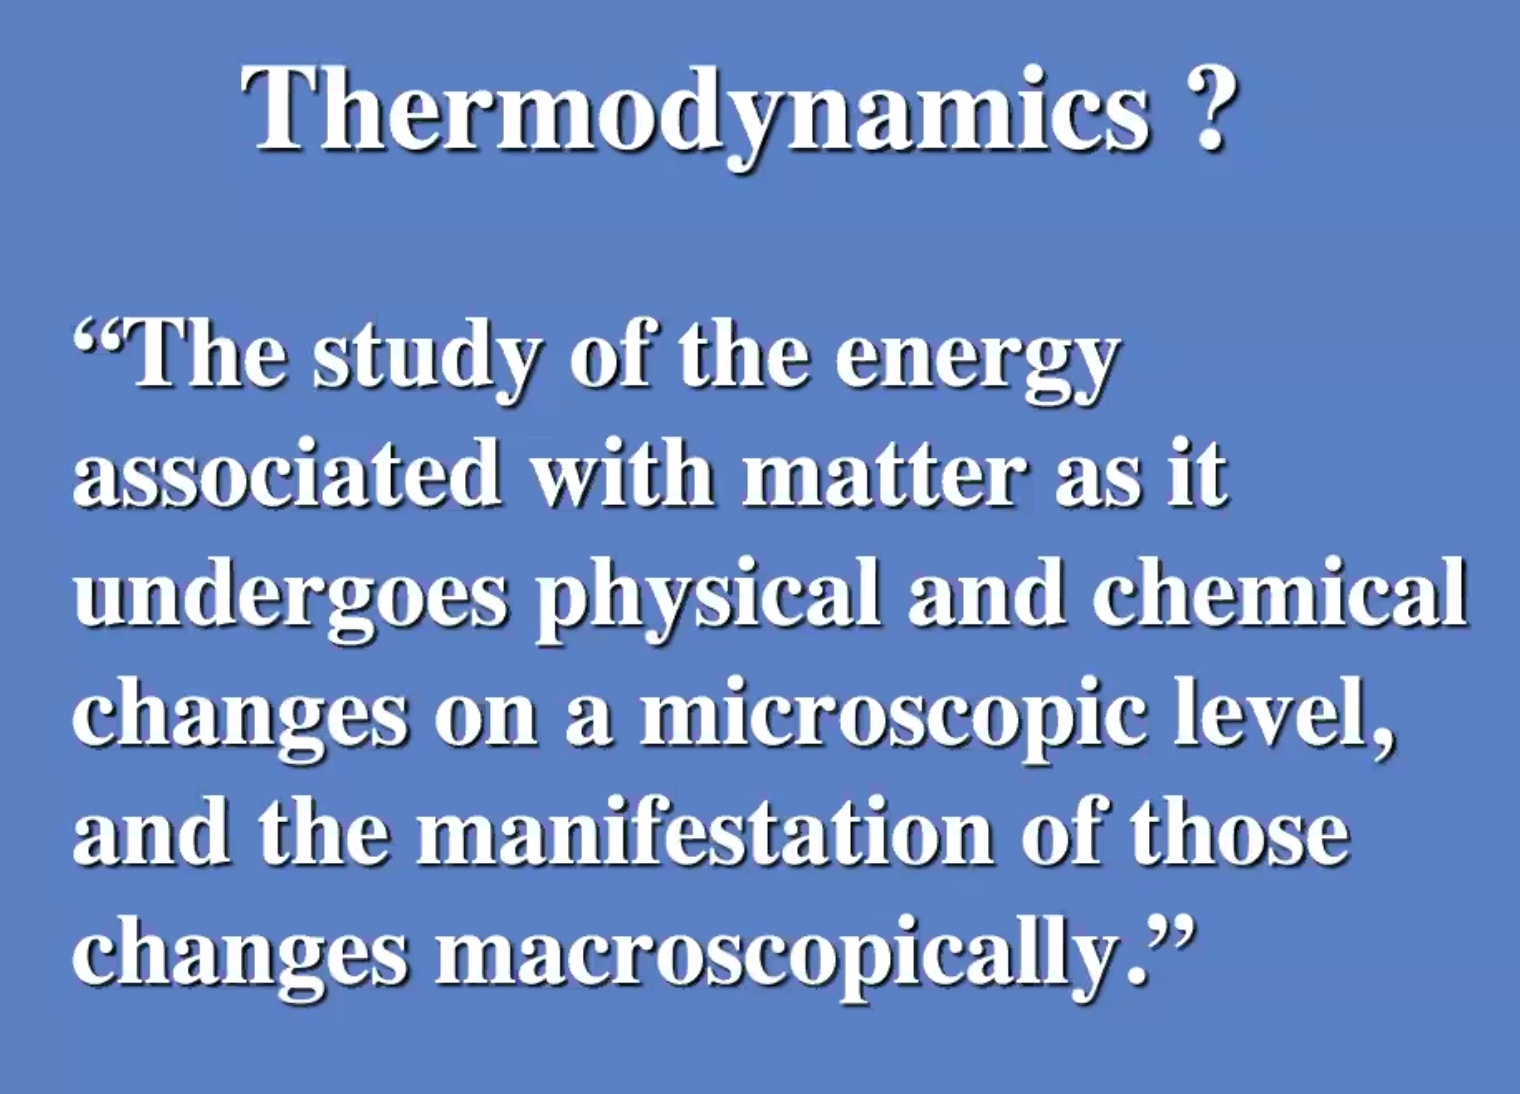 Thermodynamics ?
“The study of the energy
associated with matter as it
undergoes physical and chemical
changes on a microscopic level,
and the manifestation of those
changes macroscopically.”